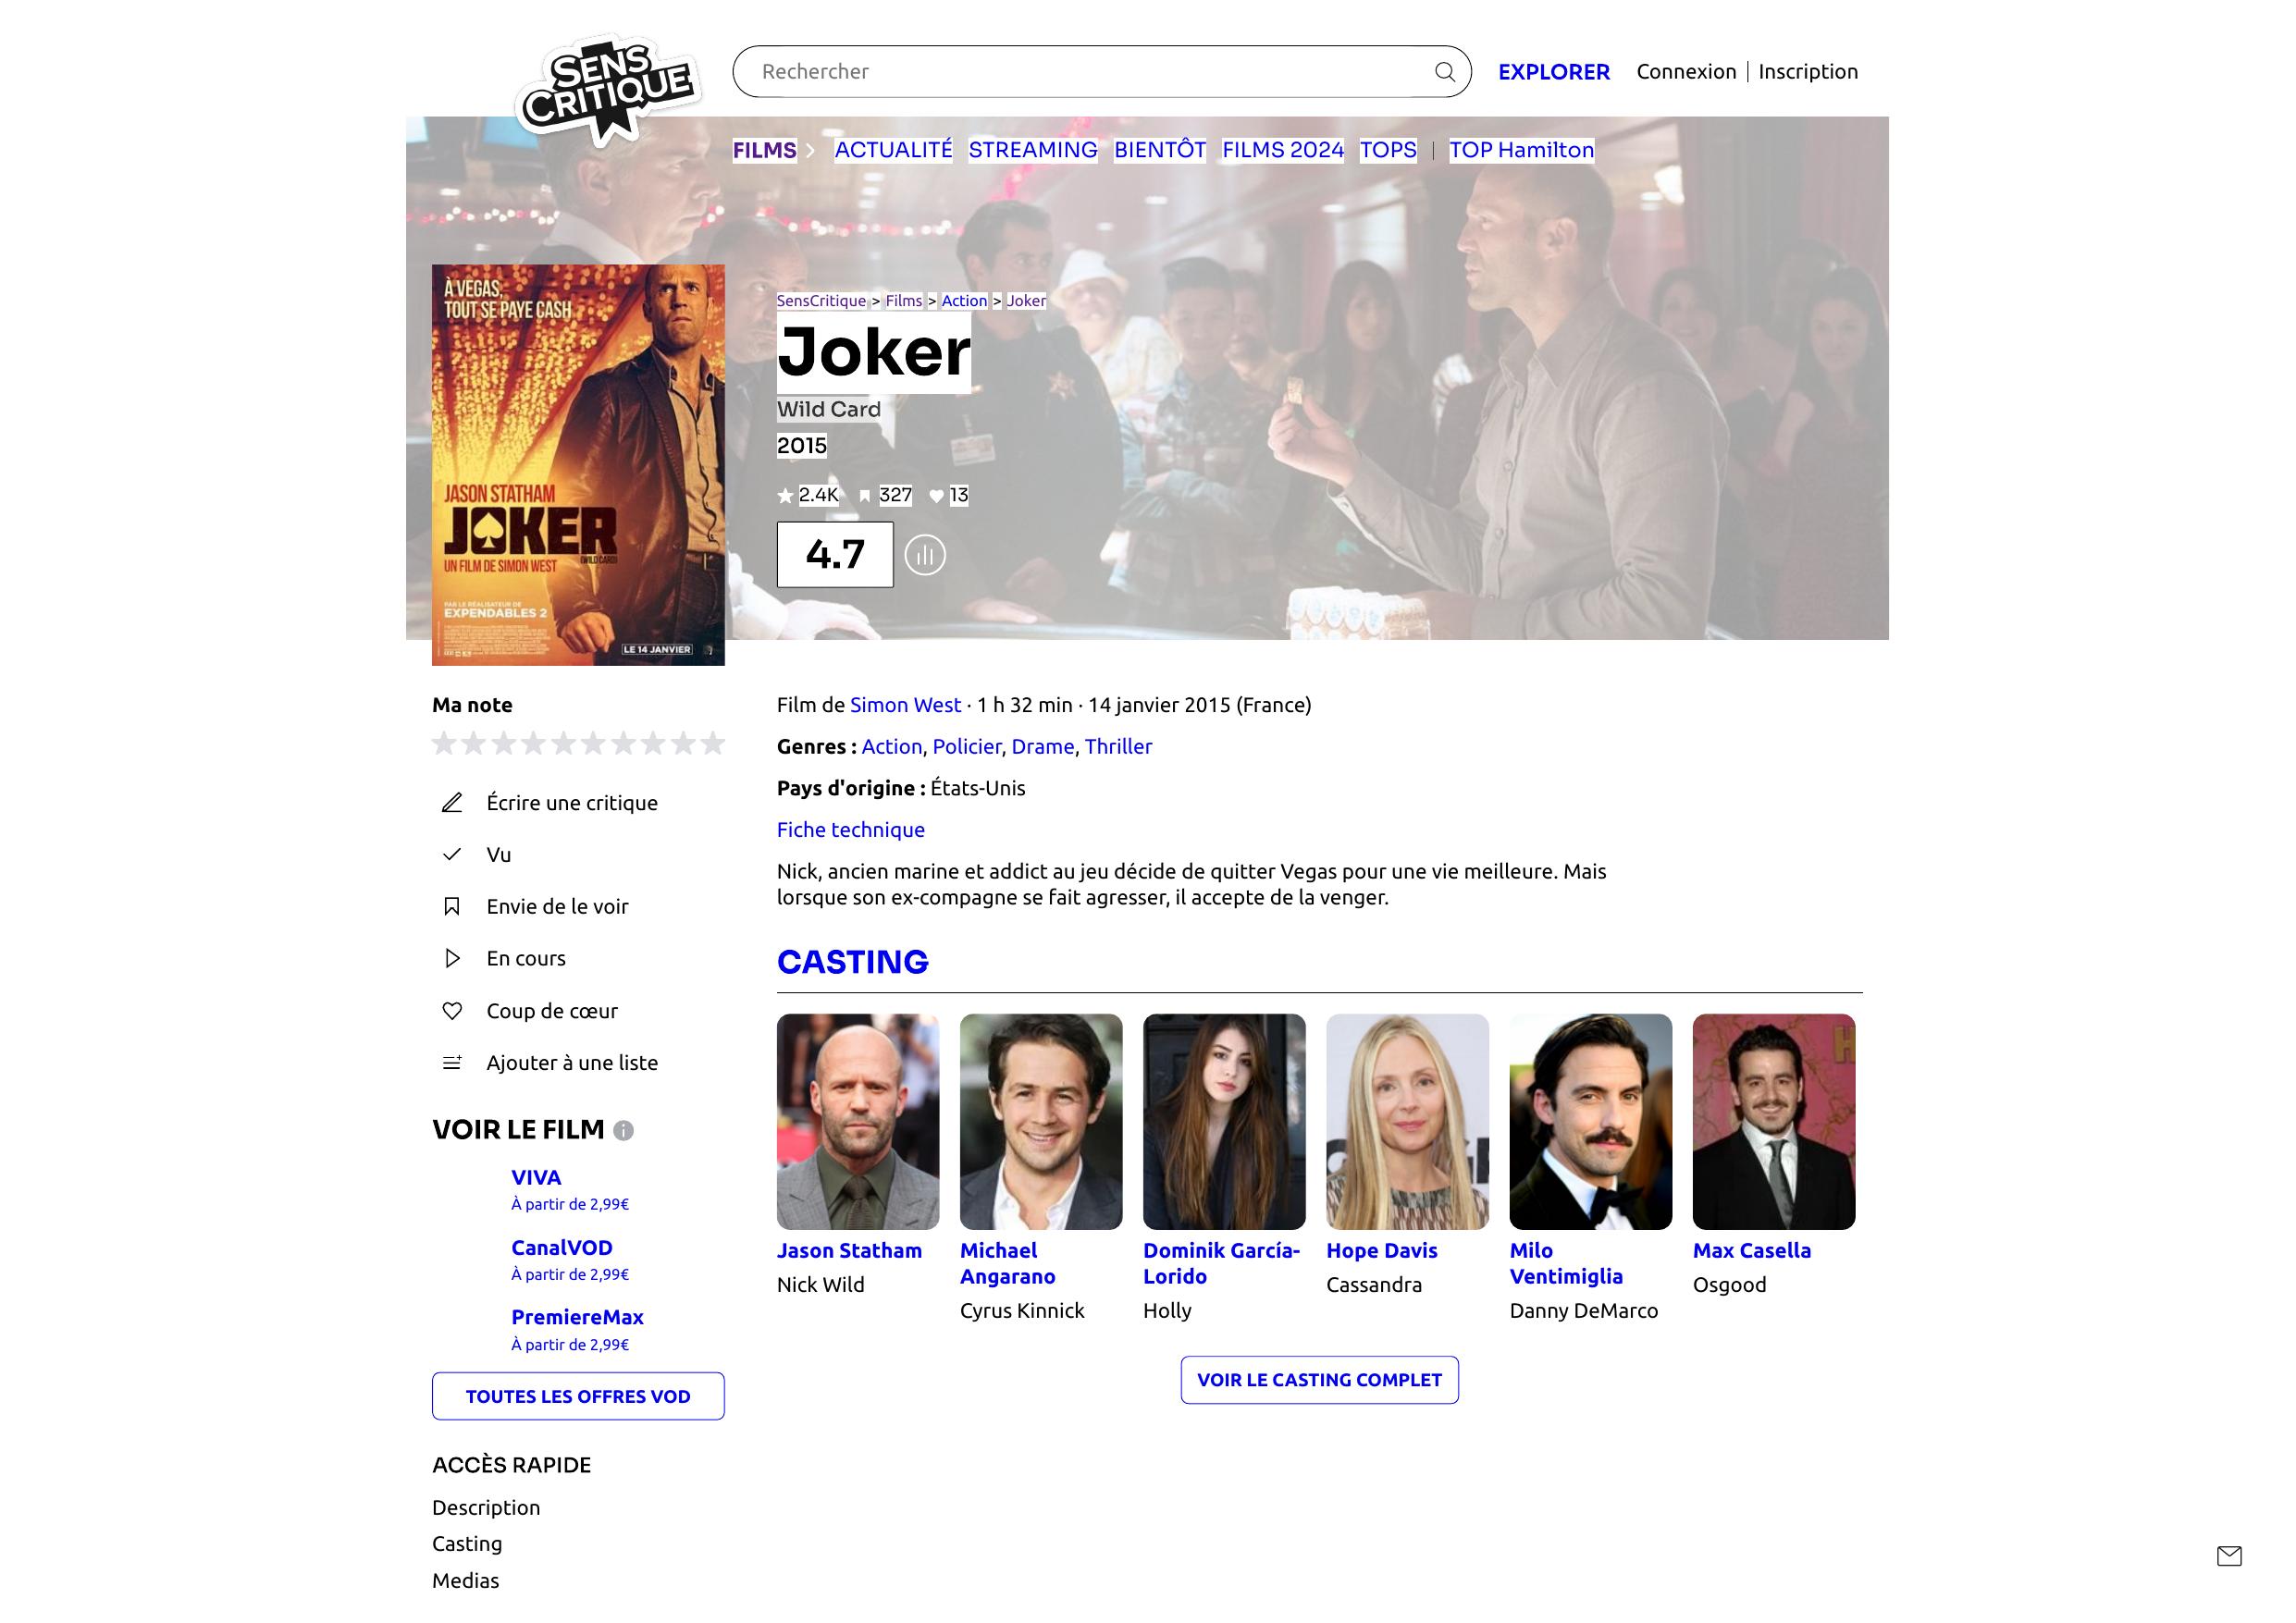 SENS
CRITIQUE
Rechercher
EXPLORER
Connexion
Inscription
FILMS
ACTUALITÉ
STREAMING
BIENTÔT
FILMS 2024
TOPS
TOP Hamilton
À VEGAS,
TOUT SE PAYE CASH
JASON STATHAM
JOKER
(WILD CARD)
UN FILM DE SIMON WEST
PAR LE RÉALISATEUR DE
EXPENDABLES 2
LE 14 JANVIER
SensCritique > Films > Action > Joker
Joker
Wild Card
2015
2.4K
327
13
4.7
Ma note
Écrire une critique
Vu
Envie de le voir
En cours
Coup de cœur
Ajouter à une liste
VOIR LE FILM
VIVA
À partir de 2,99€
CanalVOD
À partir de 2,99€
PremiereMax
À partir de 2,99€
TOUTES LES OFFRES VOD
ACCÈS RAPIDE
Description
Casting
Medias
Film de Simon West · 1 h 32 min · 14 janvier 2015 (France)
Genres : Action, Policier, Drame, Thriller
Pays d'origine : États-Unis
Fiche technique
Nick, ancien marine et addict au jeu décide de quitter Vegas pour une vie meilleure. Mais
lorsque son ex-compagne se fait agresser, il accepte de la venger.
CASTING
Jason Statham
Nick Wild
Michael
Angarano
Cyrus Kinnick
Dominik García-
Lorido
Holly
Hope Davis
Cassandra
Milo
Ventimiglia
Danny DeMarco
Max Casella
Osgood
VOIR LE CASTING COMPLET